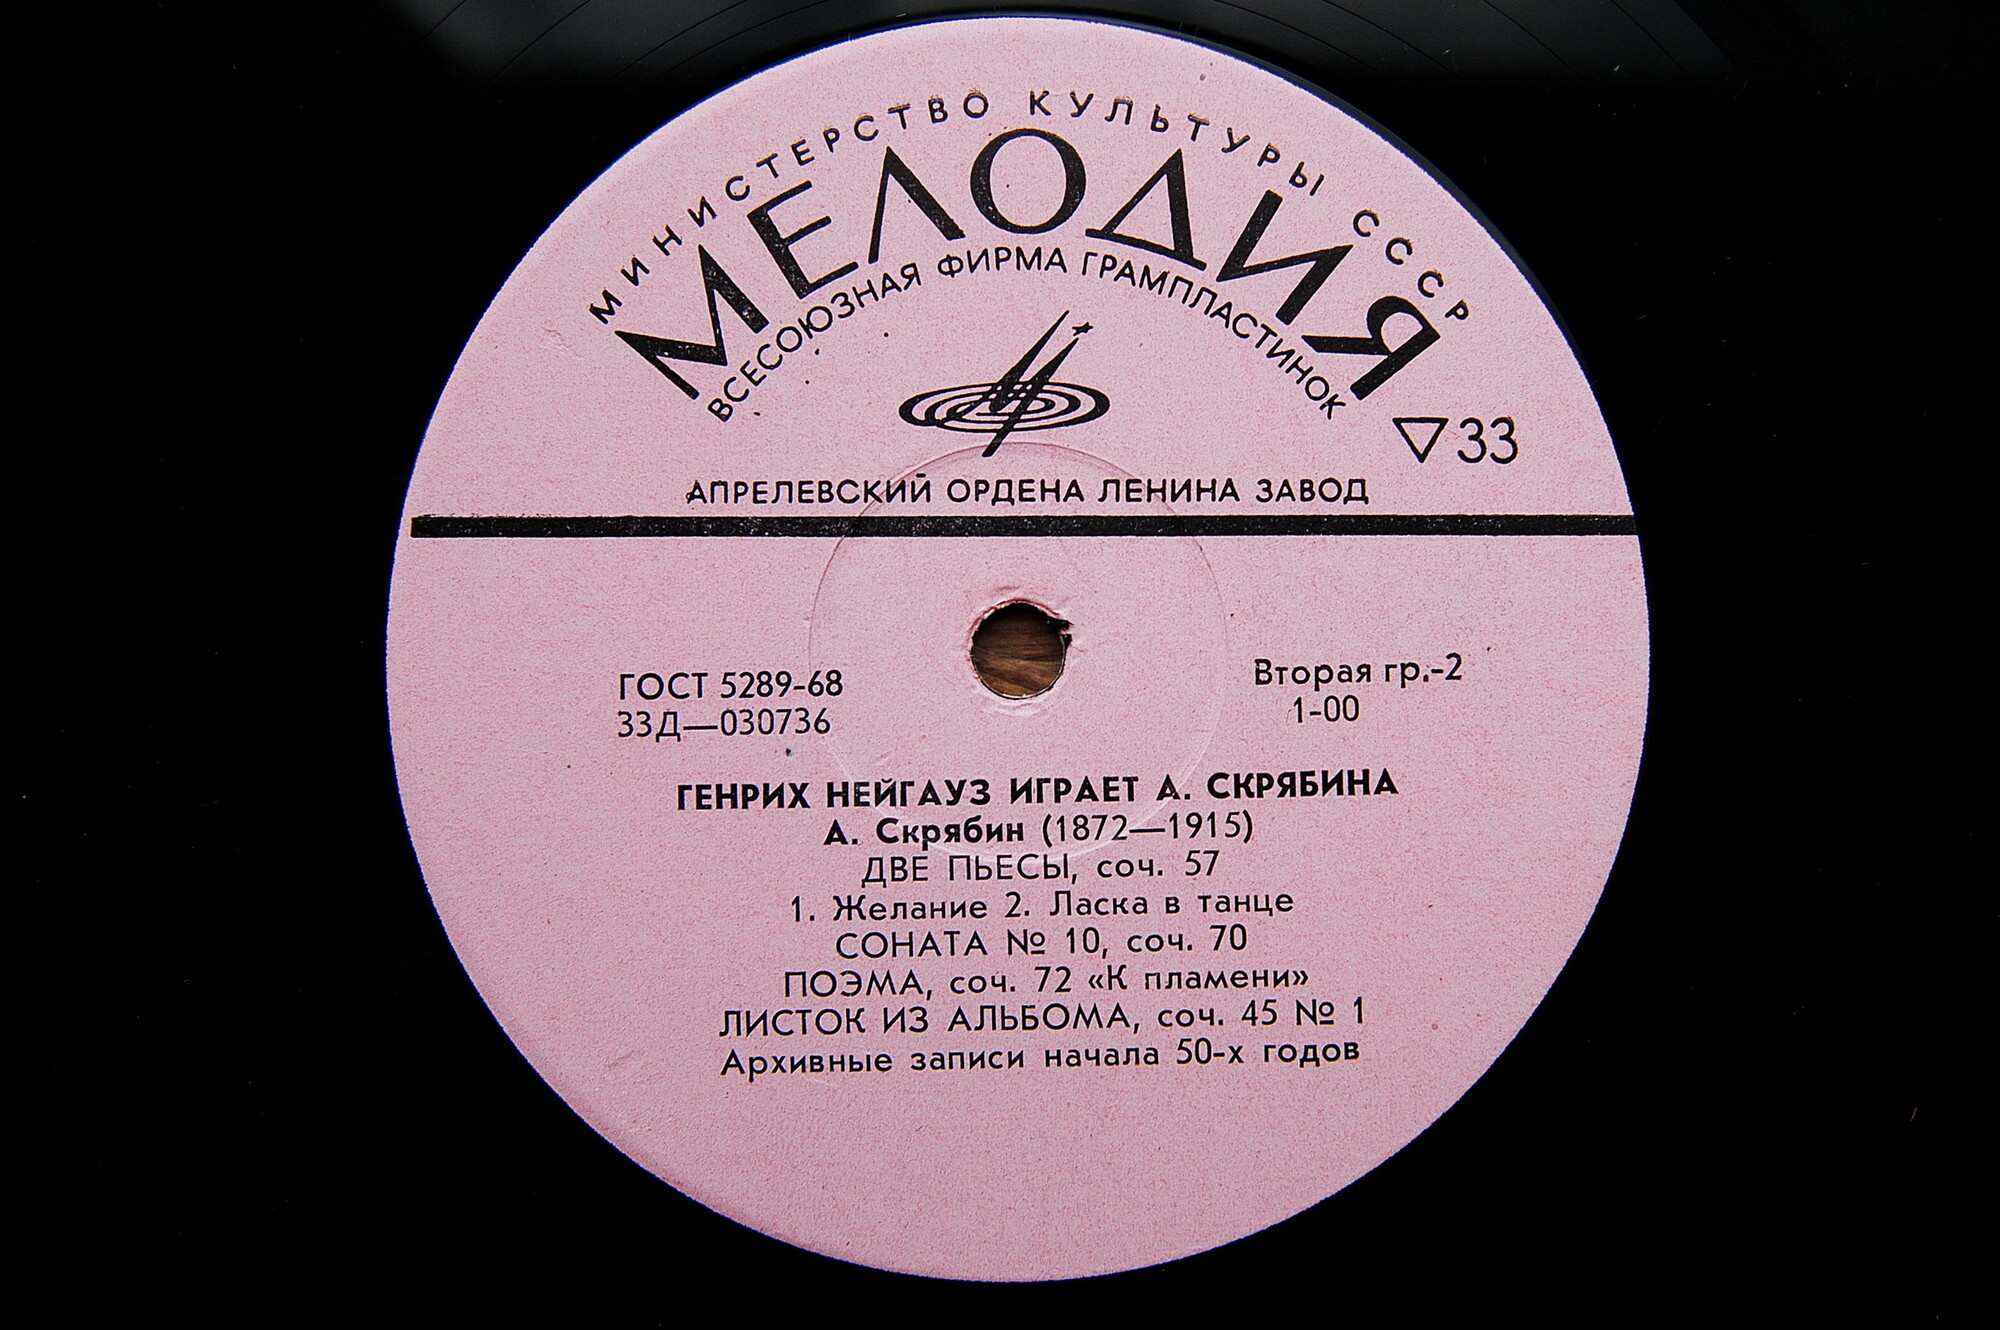 МИНИСТЕРСТВО КУЛЬТУРЫ СССР
МЕЛОДИЯ
ВСЕСОЮЗНАЯ ФИРМА ГРАМПЛАСТИНОК
▽33
АПРЕЛЕВСКИЙ ОРДЕНА ЛЕНИНА ЗАВОД
ГОСТ 5289-68
33Д—030736
Вторая гр.-2
1-00
ГЕНРИХ НЕЙГАУЗ ИГРАЕТ А. СКРЯБИНА
А. Скрябин (1872—1915)
ДВЕ ПЬЕСЫ, соч. 57
1. Желание 2. Ласка в танце
СОНАТА № 10, соч. 70
ПОЭМА, соч. 72 «К пламени»
ЛИСТОК ИЗ АЛЬБОМА, соч. 45 № 1
Архивные записи начала 50-х годов